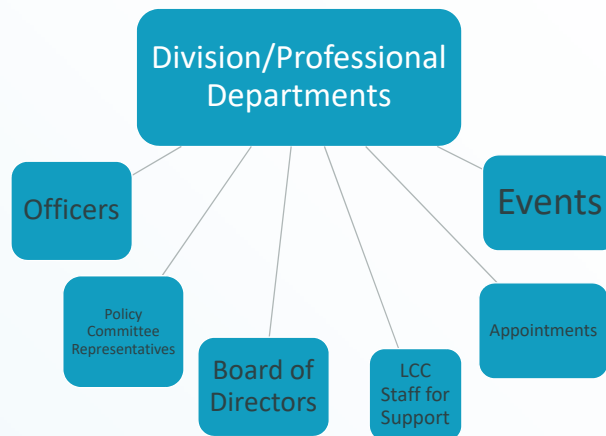 Division/Professional
Departments
Officers
Events
Policy
Committee
Representatives
Appointments
Board of
Directors
LCC
Staff for
Support